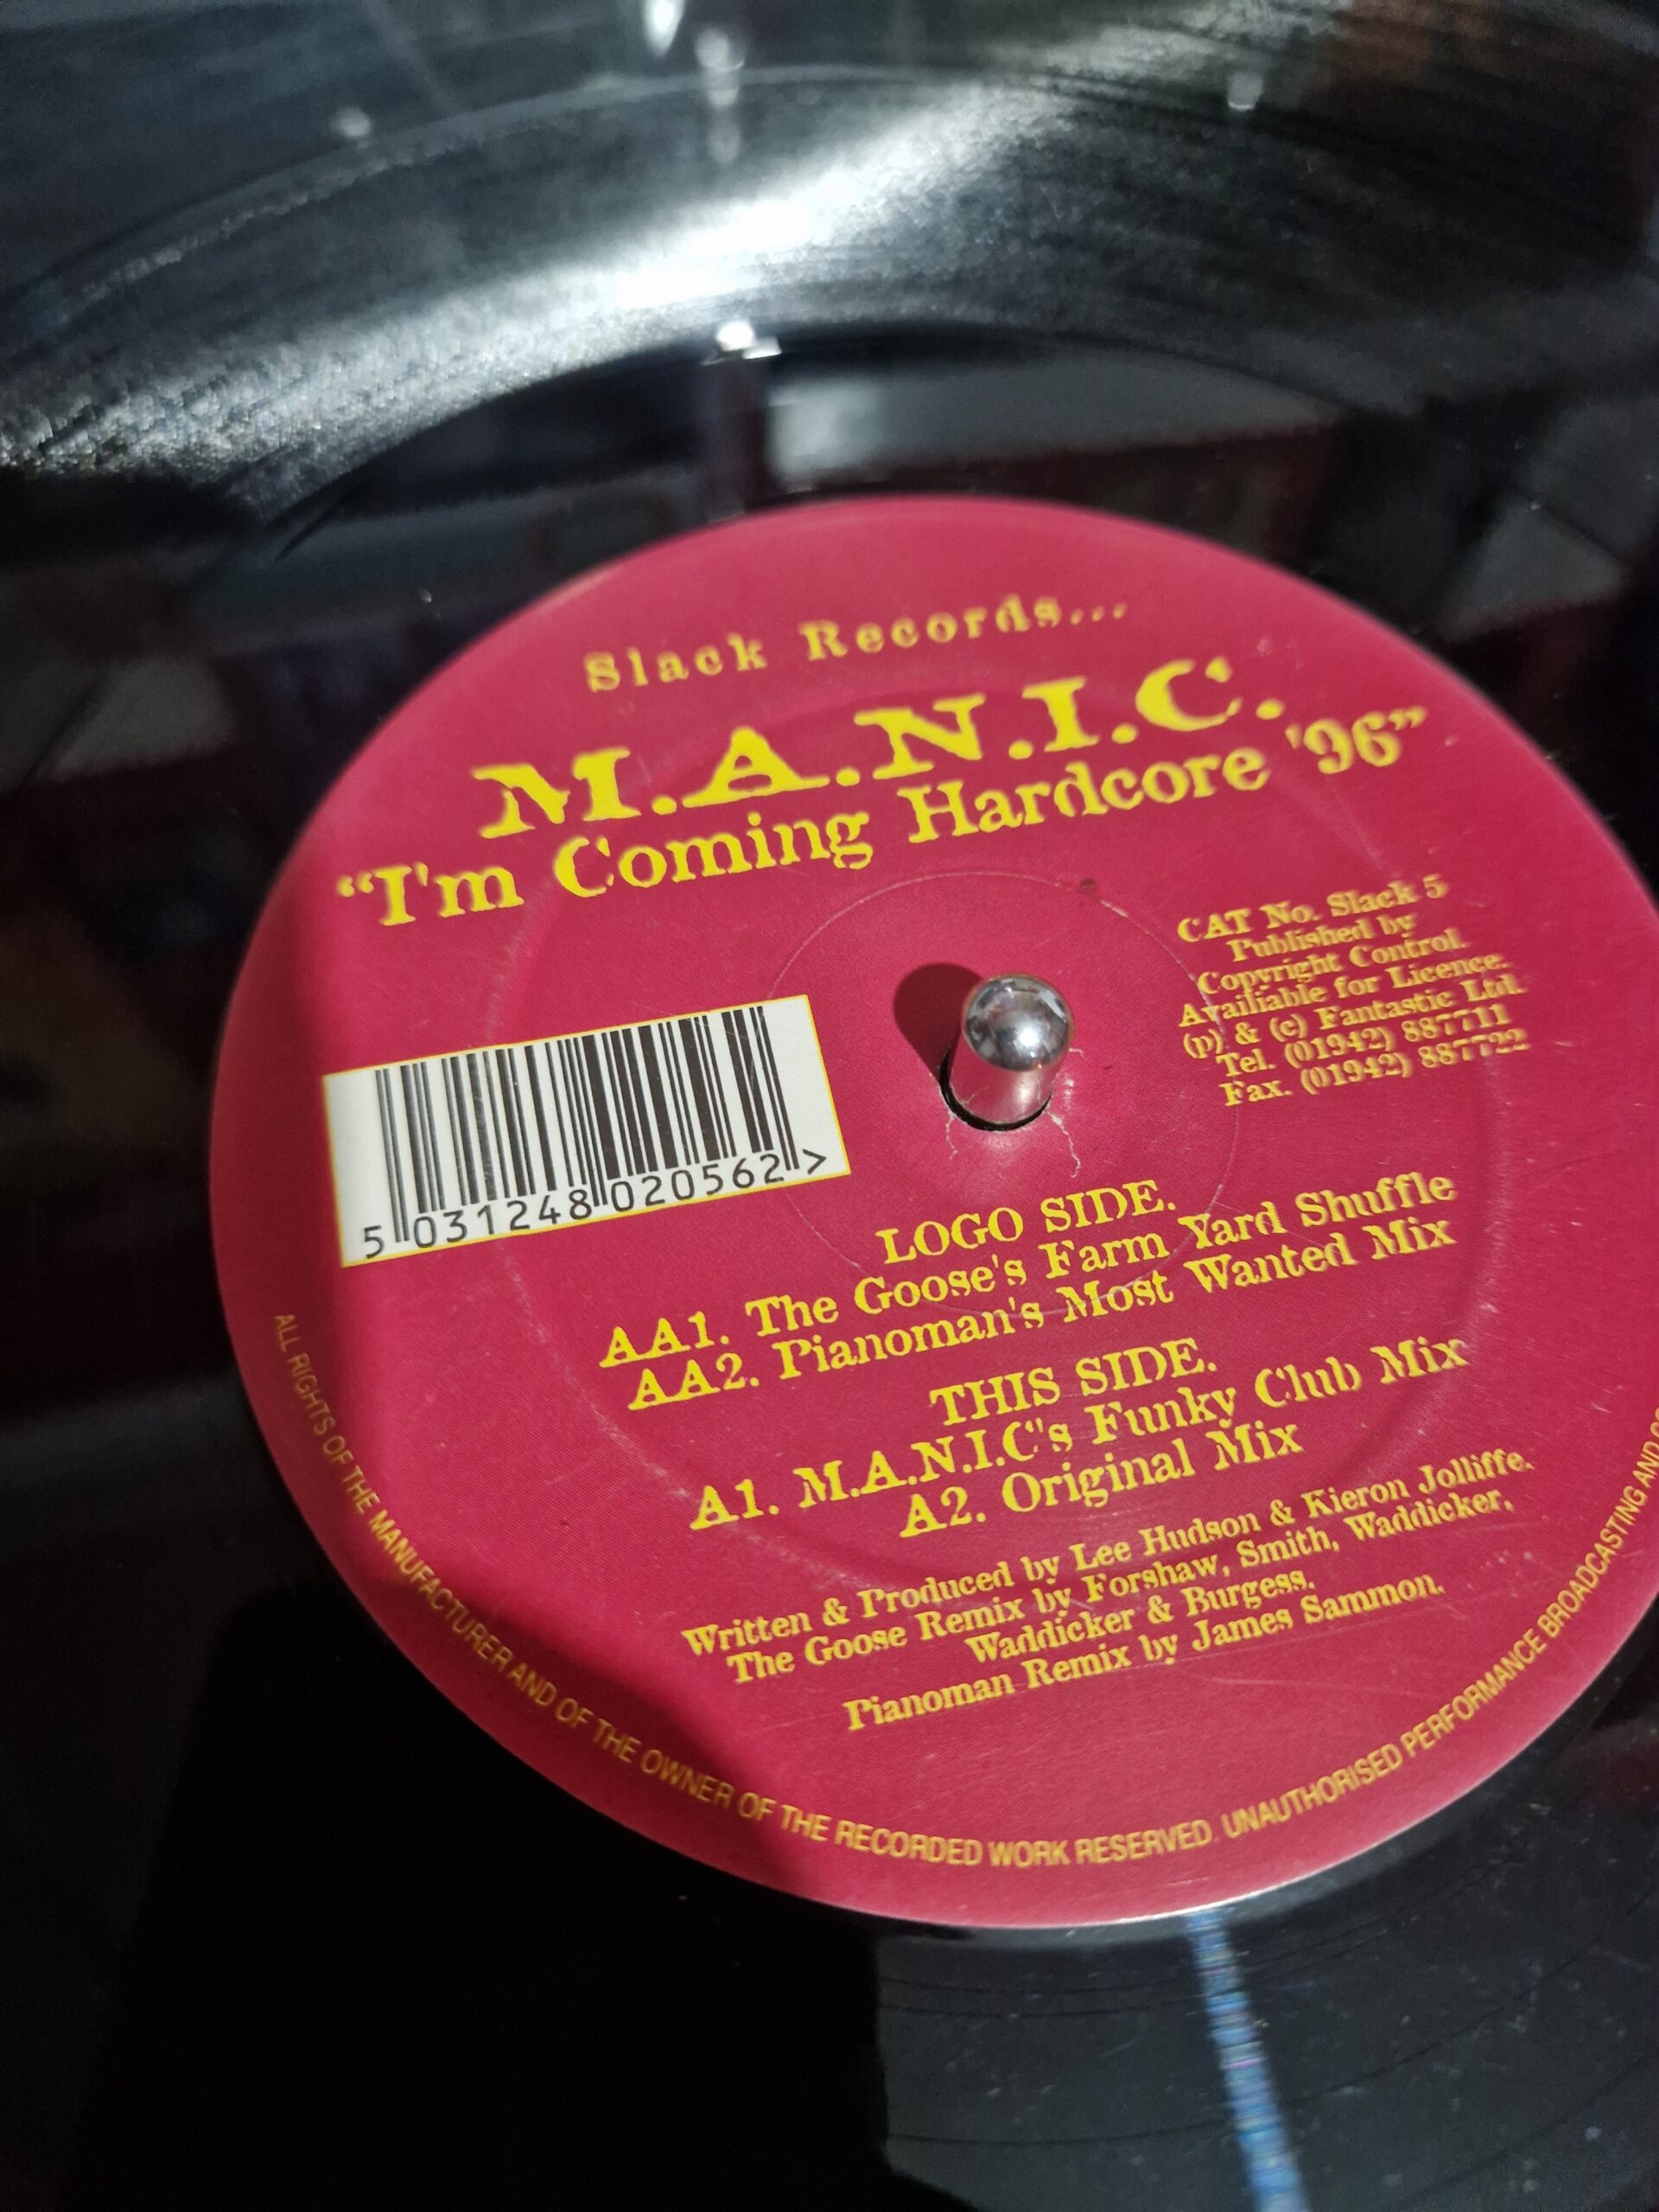 Slack Records...
M.A.N.I.C.
“I'm Coming Hardcore '96”
CAT No. Slack 5
Published by
Copyright Control.
Availiable for Licence.
(p) & (c) Fantastic Ltd.
Tel. (01942) 887711
Fax. (01942) 887722
5 031248 020562 >
LOGO SIDE.
AA1. The Goose's Farm Yard Shuffle
AA2. Pianoman's Most Wanted Mix
THIS SIDE.
A1. M.A.N.I.C's Funky Club Mix
A2. Original Mix
Written & Produced by Lee Hudson & Kieron Jolliffe.
The Goose Remix by Forshaw, Smith, Waddicker,
Waddicker & Burgess.
Pianoman Remix by James Sammon.
ALL RIGHTS OF THE MANUFACTURER AND OF THE OWNER OF THE RECORDED WORK RESERVED. UNAUTHORISED PERFORMANCE BROADCASTING AND